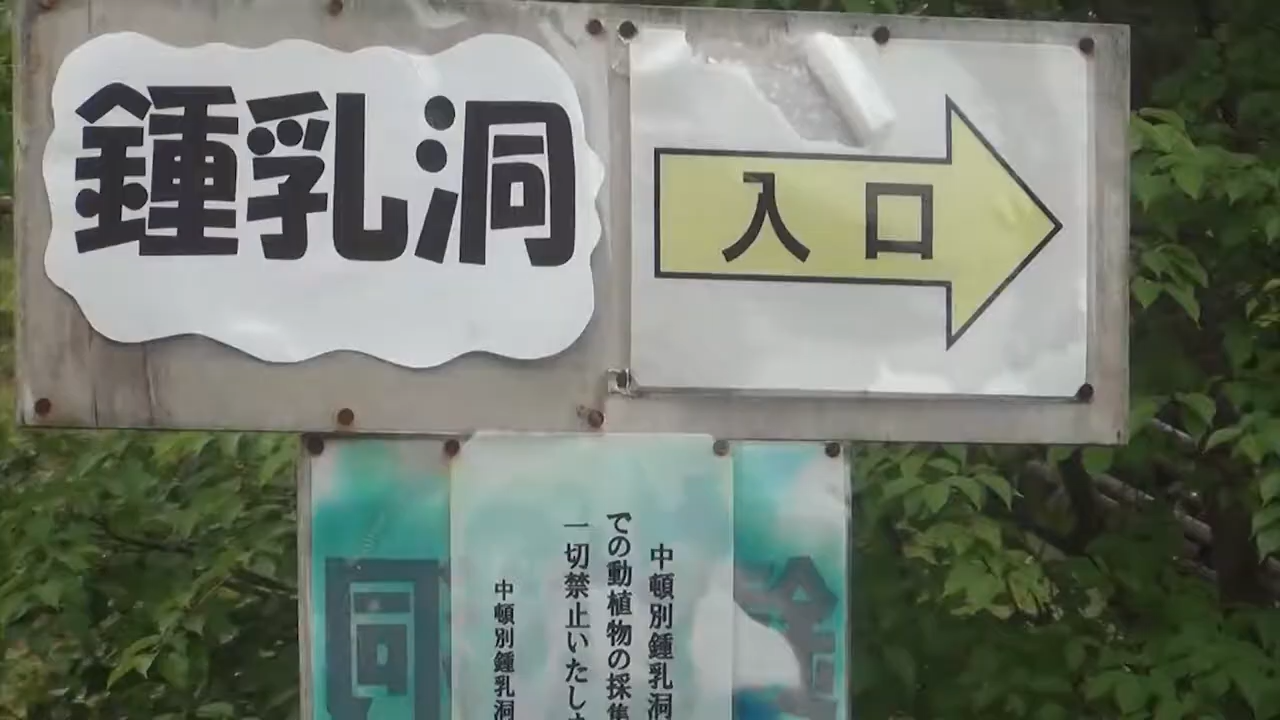 鍾乳洞
入口
中頓別鍾乳洞
での動植物の採集
一切禁止いたしま
中頓別鍾乳洞